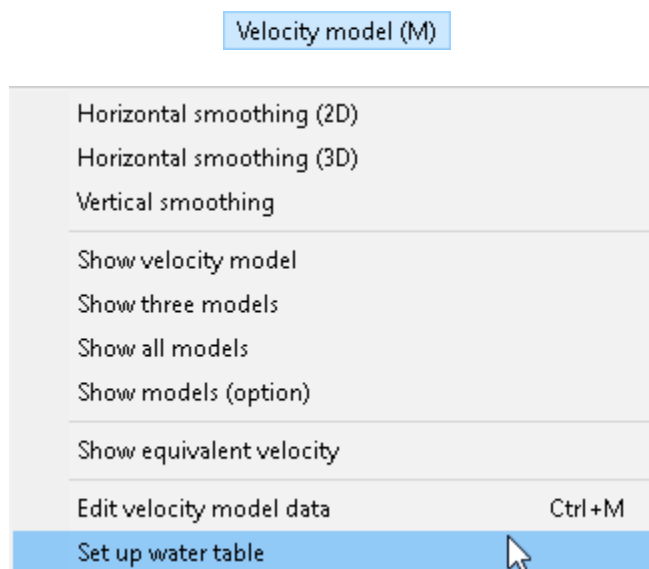 Velocity model (M)
Horizontal smoothing (2D)
Horizontal smoothing (3D)
Vertical smoothing
Show velocity model
Show three models
Show all models
Show models (option)
Show equivalent velocity
Edit velocity model data Ctrl+M
Set up water table